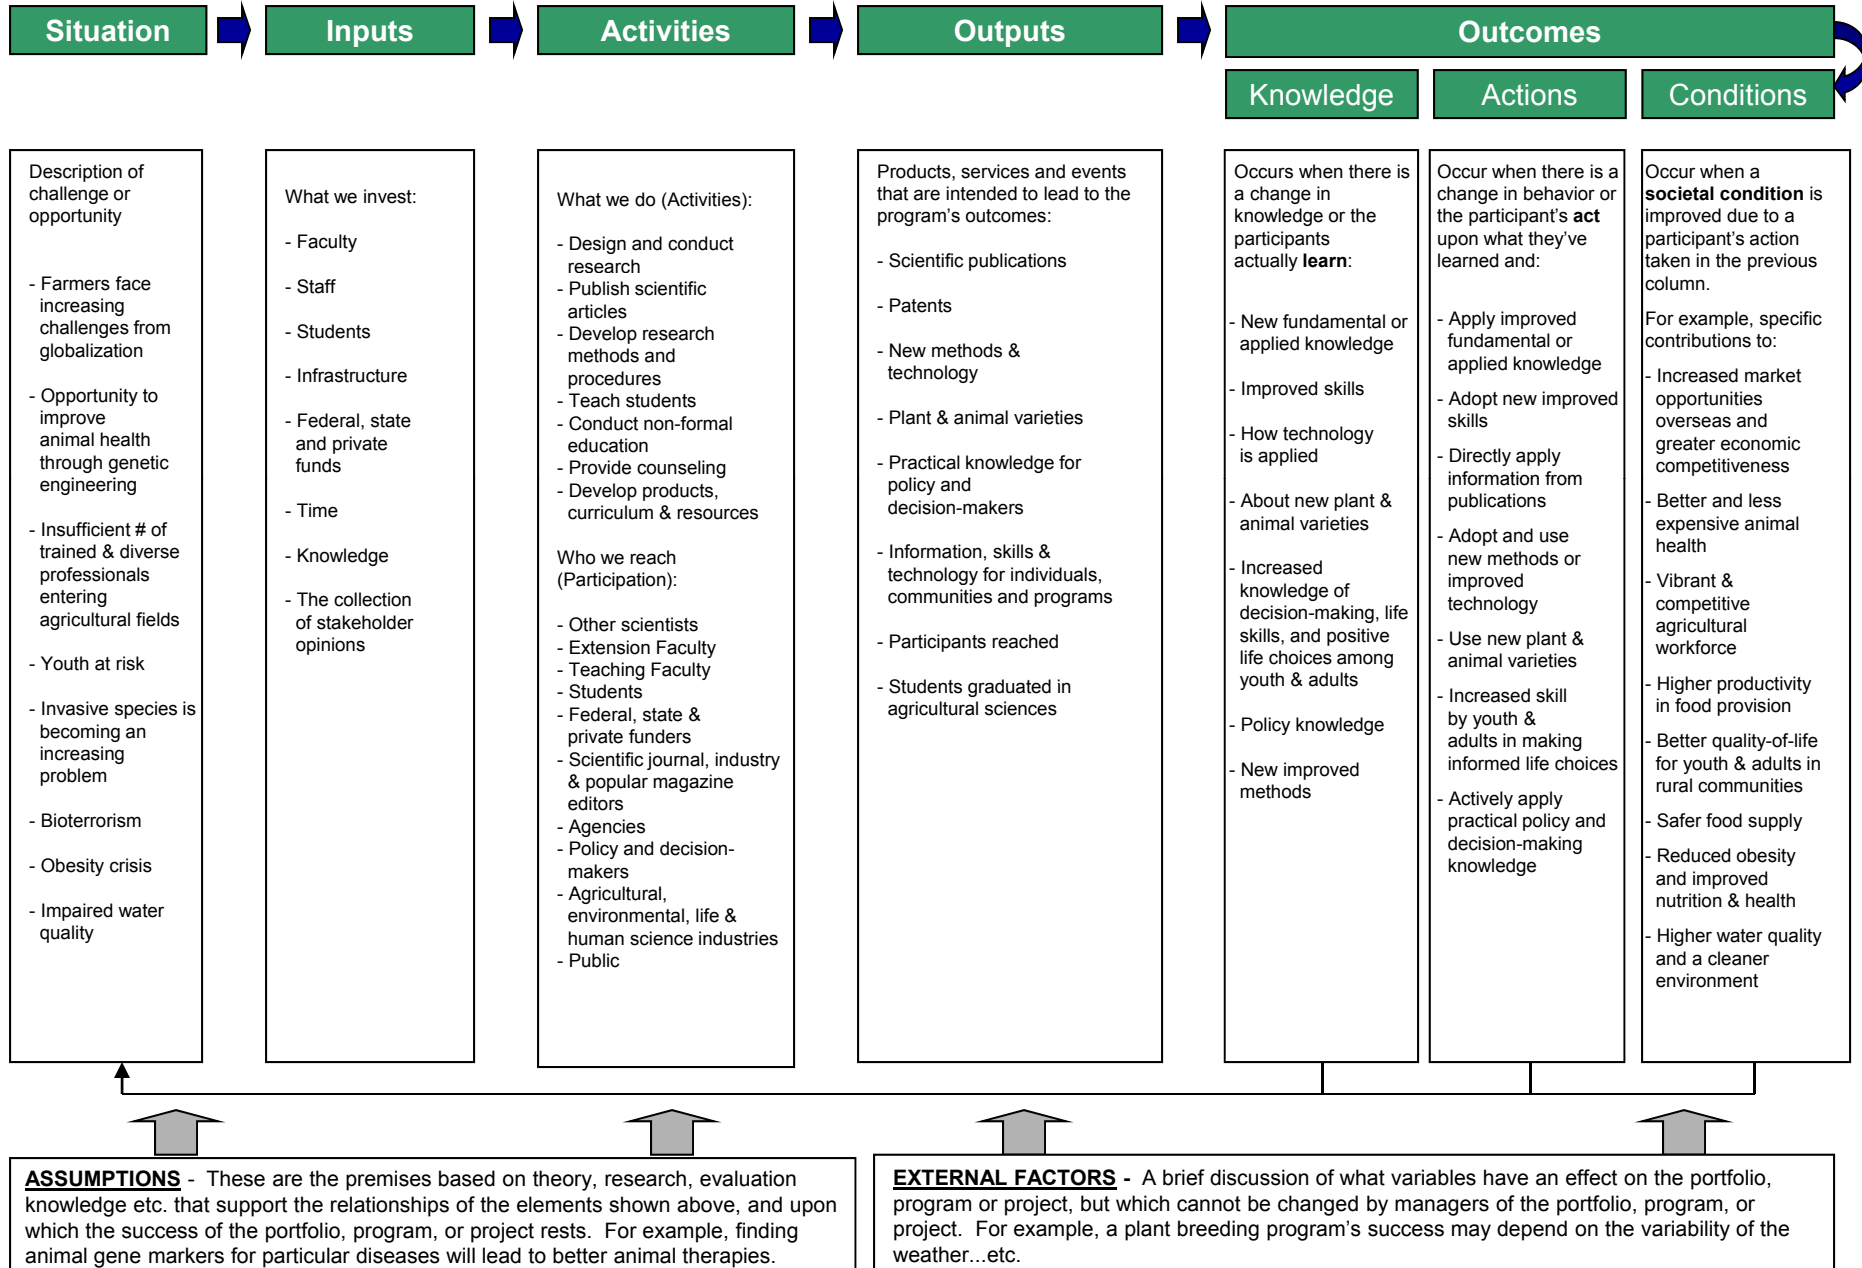 Situation
Inputs
Activities
Outputs
Outcomes
Knowledge
Actions
Conditions
Description of
challenge or
opportunity
- Farmers face
increasing
challenges from
globalization
- Opportunity to
improve
animal health
through genetic
engineering
- Insufficient # of
trained & diverse
professionals
entering
agricultural fields
- Youth at risk
- Invasive species is
becoming an
increasing
problem
- Bioterrorism
- Obesity crisis
- Impaired water
quality
What we invest:
- Faculty
- Staff
- Students
- Infrastructure
- Federal, state
and private
funds
- Time
- Knowledge
- The collection
of stakeholder
opinions
What we do (Activities):
- Design and conduct
research
- Publish scientific
articles
- Develop research
methods and
procedures
- Teach students
- Conduct non-formal
education
- Provide counseling
- Develop products,
curriculum & resources
Who we reach
(Participation):
- Other scientists
- Extension Faculty
- Teaching Faculty
- Students
- Federal, state &
private funders
- Scientific journal, industry
& popular magazine
editors
- Agencies
- Policy and decision-
makers
- Agricultural,
environmental, life &
human science industries
- Public
Products, services and events
that are intended to lead to the
program’s outcomes:
- Scientific publications
- Patents
- New methods &
technology
- Plant & animal varieties
- Practical knowledge for
policy and
decision-makers
- Information, skills &
technology for individuals,
communities and programs
- Participants reached
- Students graduated in
agricultural sciences
Occurs when there is
a change in
knowledge or the
participants
actually learn:
- New fundamental or
applied knowledge
- Improved skills
- How technology
is applied
- About new plant &
animal varieties
- Increased
knowledge of
decision-making, life
skills, and positive
life choices among
youth & adults
- Policy knowledge
- New improved
methods
Occur when there is a
change in behavior or
the participant’s act
upon what they’ve
learned and:
- Apply improved
fundamental or
applied knowledge
- Adopt new improved
skills
- Directly apply
information from
publications
- Adopt and use
new methods or
improved
technology
- Use new plant &
animal varieties
- Increased skill
by youth &
adults in making
informed life choices
- Actively apply
practical policy and
decision-making
knowledge
Occur when a
societal condition is
improved due to a
participant’s action
taken in the previous
column.
For example, specific
contributions to:
- Increased market
opportunities
overseas and
greater economic
competitiveness
- Better and less
expensive animal
health
- Vibrant &
competitive
agricultural
workforce
- Higher productivity
in food provision
- Better quality-of-life
for youth & adults in
rural communities
- Safer food supply
- Reduced obesity
and improved
nutrition & health
- Higher water quality
and a cleaner
environment
ASSUMPTIONS - These are the premises based on theory, research, evaluation
knowledge etc. that support the relationships of the elements shown above, and upon
which the success of the portfolio, program, or project rests. For example, finding
animal gene markers for particular diseases will lead to better animal therapies.
EXTERNAL FACTORS - A brief discussion of what variables have an effect on the portfolio,
program or project, but which cannot be changed by managers of the portfolio, program, or
project. For example, a plant breeding program’s success may depend on the variability of the
weather...etc.